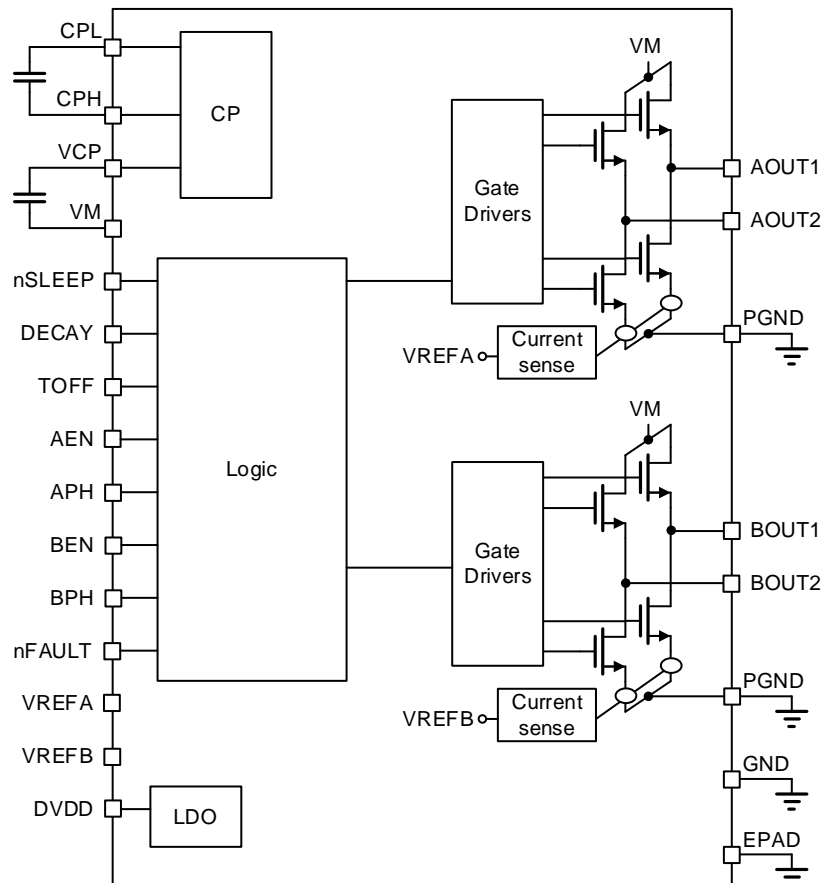 CPL
CPH
VCP
VM
CP
nSLEEP
DECAY
TOFF
AEN
APH
BEN
BPH
nFAULT
VREFA
VREFB
DVDD
Logic
LDO
VM
Gate
Drivers
AOUT1
AOUT2
PGND
VREFA
Current
sense
VM
Gate
Drivers
BOUT1
BOUT2
PGND
VREFB
Current
sense
GND
EPAD